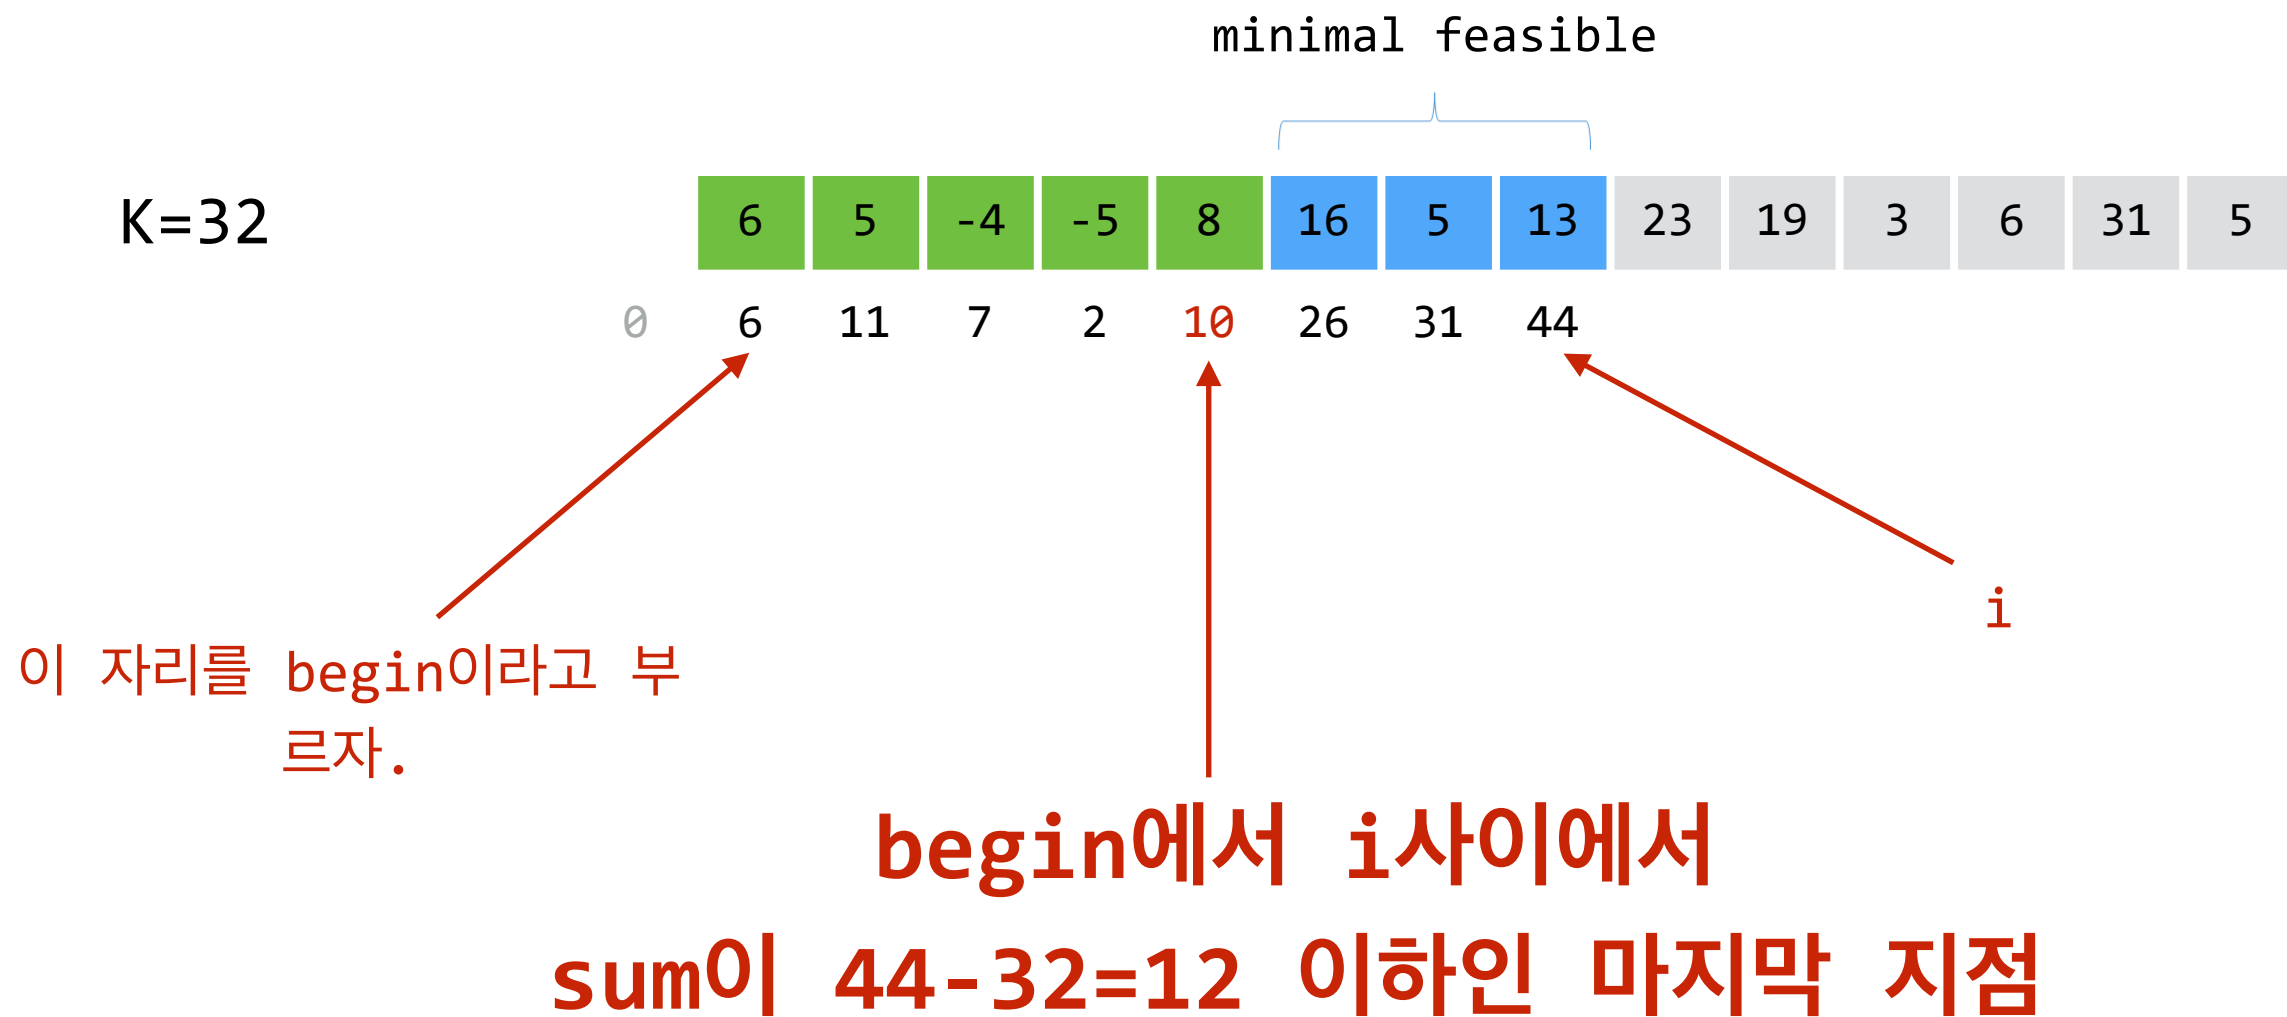 minimal feasible
K=32
6 5 -4 -5 8 16 5 13 23 19 3 6 31 5
0 6 11 7 2 10 26 31 44
i
이 자리를 begin이라고 부
르자.
begin에서 i사이에서
sum이 44-32=12 이하인 마지막 지점